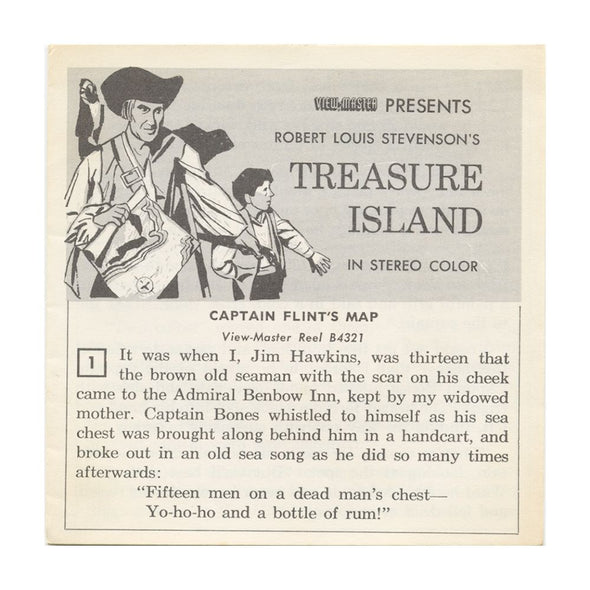 VIEW-MASTER PRESENTS
ROBERT LOUIS STEVENSON'S
TREASURE
ISLAND
IN STEREO COLOR
CAPTAIN FLINT'S MAP
View-Master Reel B4321
1 It was when I, Jim Hawkins, was thirteen that
the brown old seaman with the scar on his cheek
came to the Admiral Benbow Inn, kept by my widowed
mother. Captain Bones whistled to himself as his sea
chest was brought along behind him in a handcart, and
broke out in an old sea song as he did so many times
afterwards:
"Fifteen men on a dead man's chest—
Yo-ho-ho and a bottle of rum!"